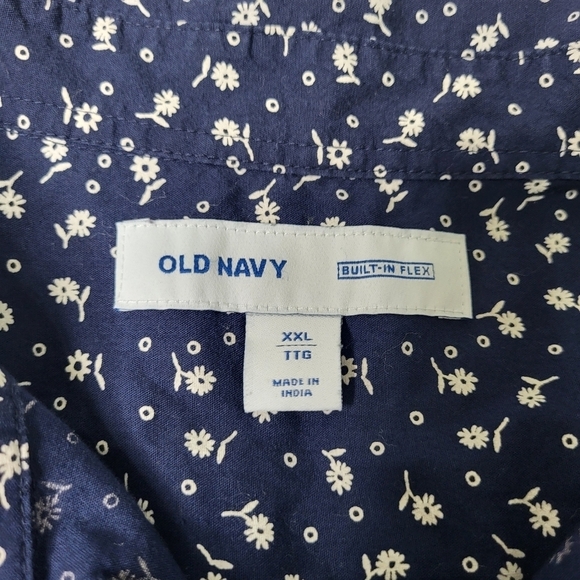 OLD NAVY
BUILT-IN FLEX
XXL
TTG
MADE IN
INDIA